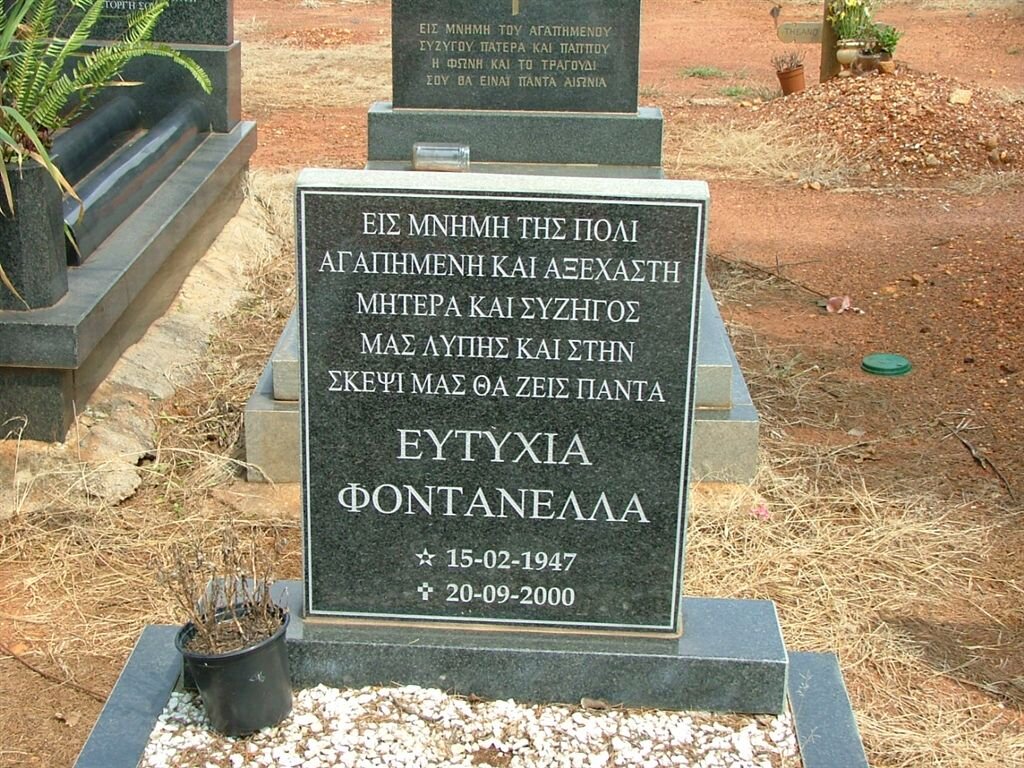 ΤΟΡΓΗ ΣΟΥ
ΕΙΣ ΜΝΗΜΗ ΤΟΥ ΑΓΑΠΗΜΕΝΟΥ
ΣΥΖΥΓΟΥ ΠΑΤΕΡΑ ΚΑΙ ΠΑΠΠΟΥ
Η ΦΩΝΗ ΚΑΙ ΤΟ ΤΡΑΓΟΥΔΙ
ΣΟΥ ΘΑ ΕΙΝΑΙ ΠΑΝΤΑ ΑΙΩΝΙΑ
ΕΙΣ ΜΝΗΜΗ ΤΗΣ ΠΟΛΙ
ΑΓΑΠΗΜΕΝΗ ΚΑΙ ΑΞΕΧΑΣΤΗ
ΜΗΤΕΡΑ ΚΑΙ ΣΥΖΗΓΟΣ
ΜΑΣ ΛΥΠΗΣ ΚΑΙ ΣΤΗΝ
ΣΚΕΨΙ ΜΑΣ ΘΑ ΖΕΙΣ ΠΑΝΤΑ
ΕΥΤΥΧΙΑ
ΦΟΝΤΑΝΕΛΛΑ
☆ 15-02-1947
✝ 20-09-2000